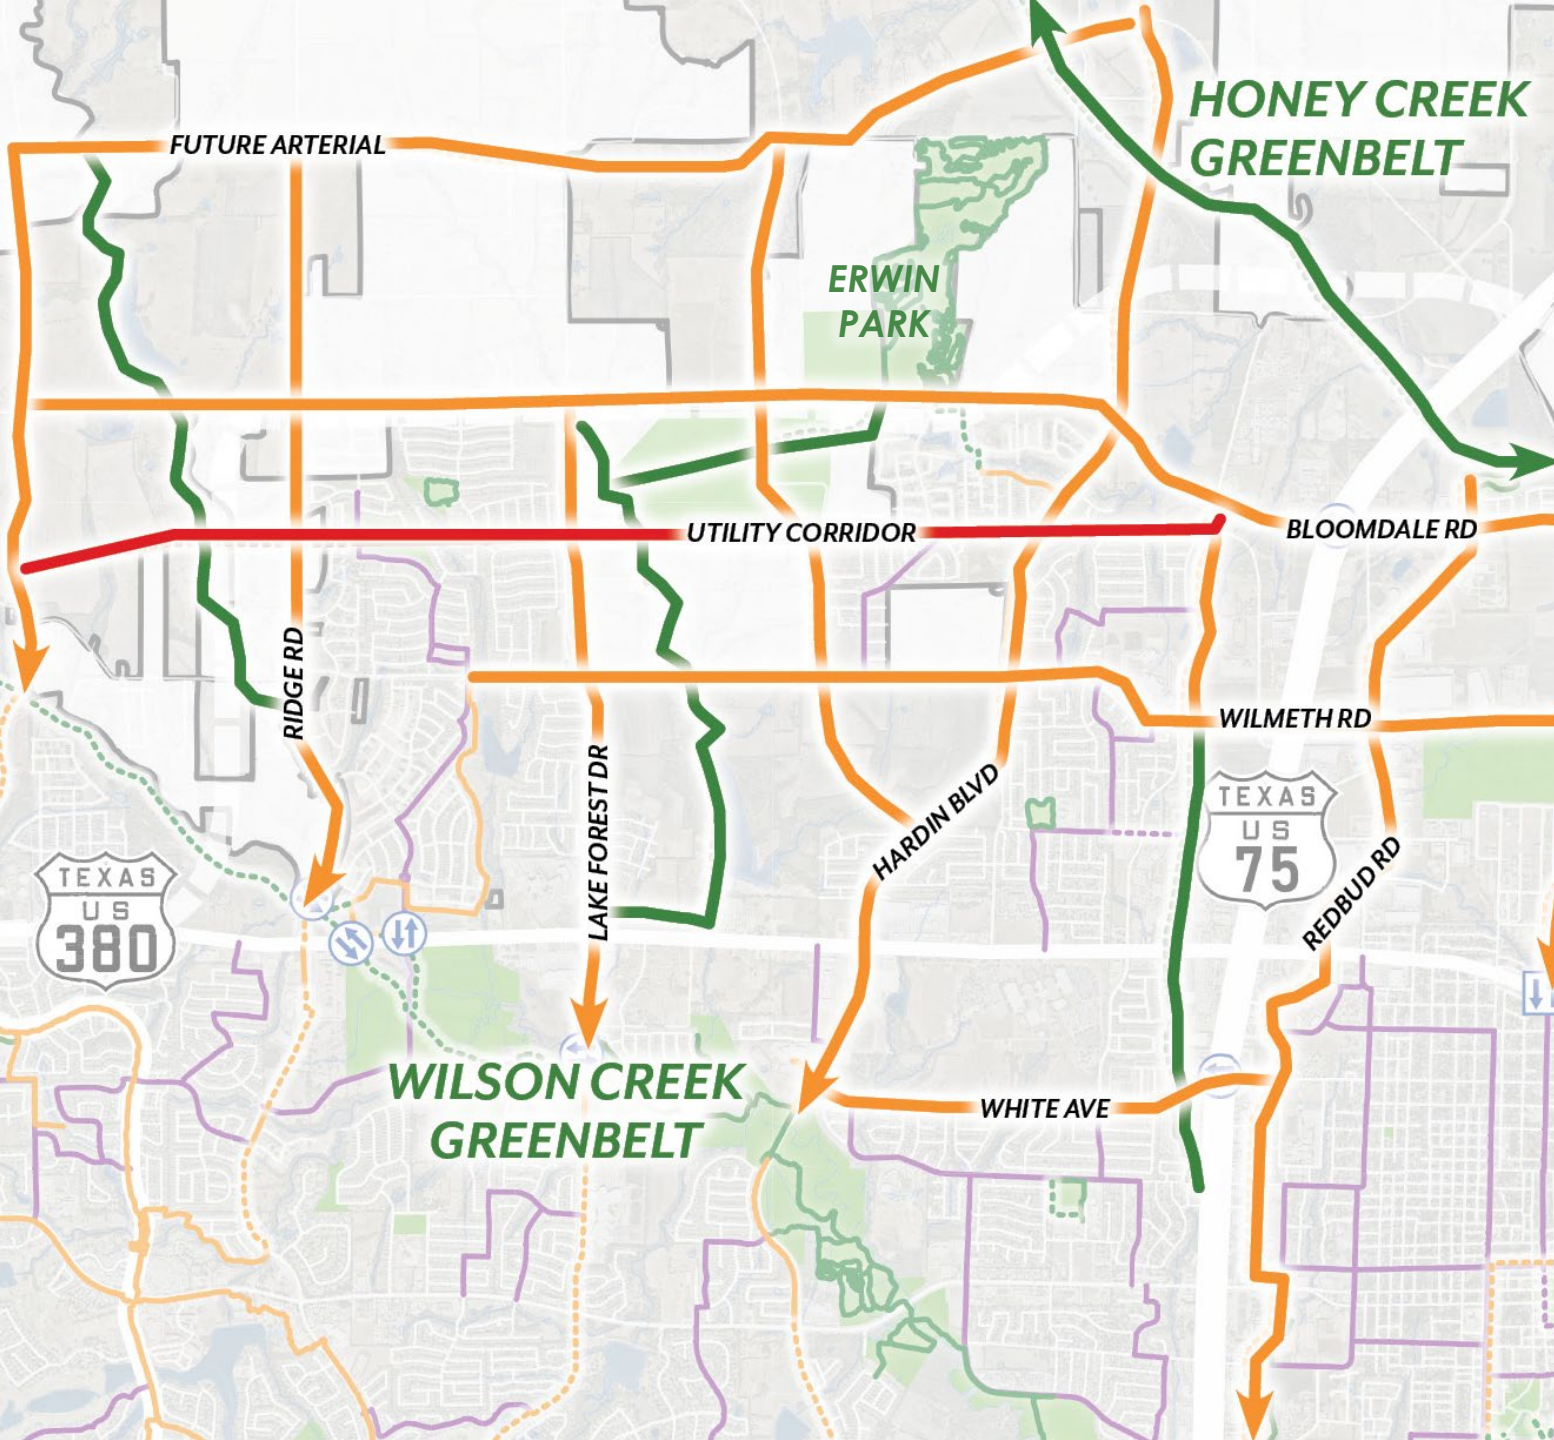 HONEY CREEK
GREENBELT
FUTURE ARTERIAL
ERWIN
PARK
UTILITY CORRIDOR
BLOOMDALE RD
RIDGE RD
WILMETH RD
LAKE FOREST DR
HARDIN BLVD
TEXAS
US
75
REDBUD RD
TEXAS
US
380
WILSON CREEK
GREENBELT
WHITE AVE